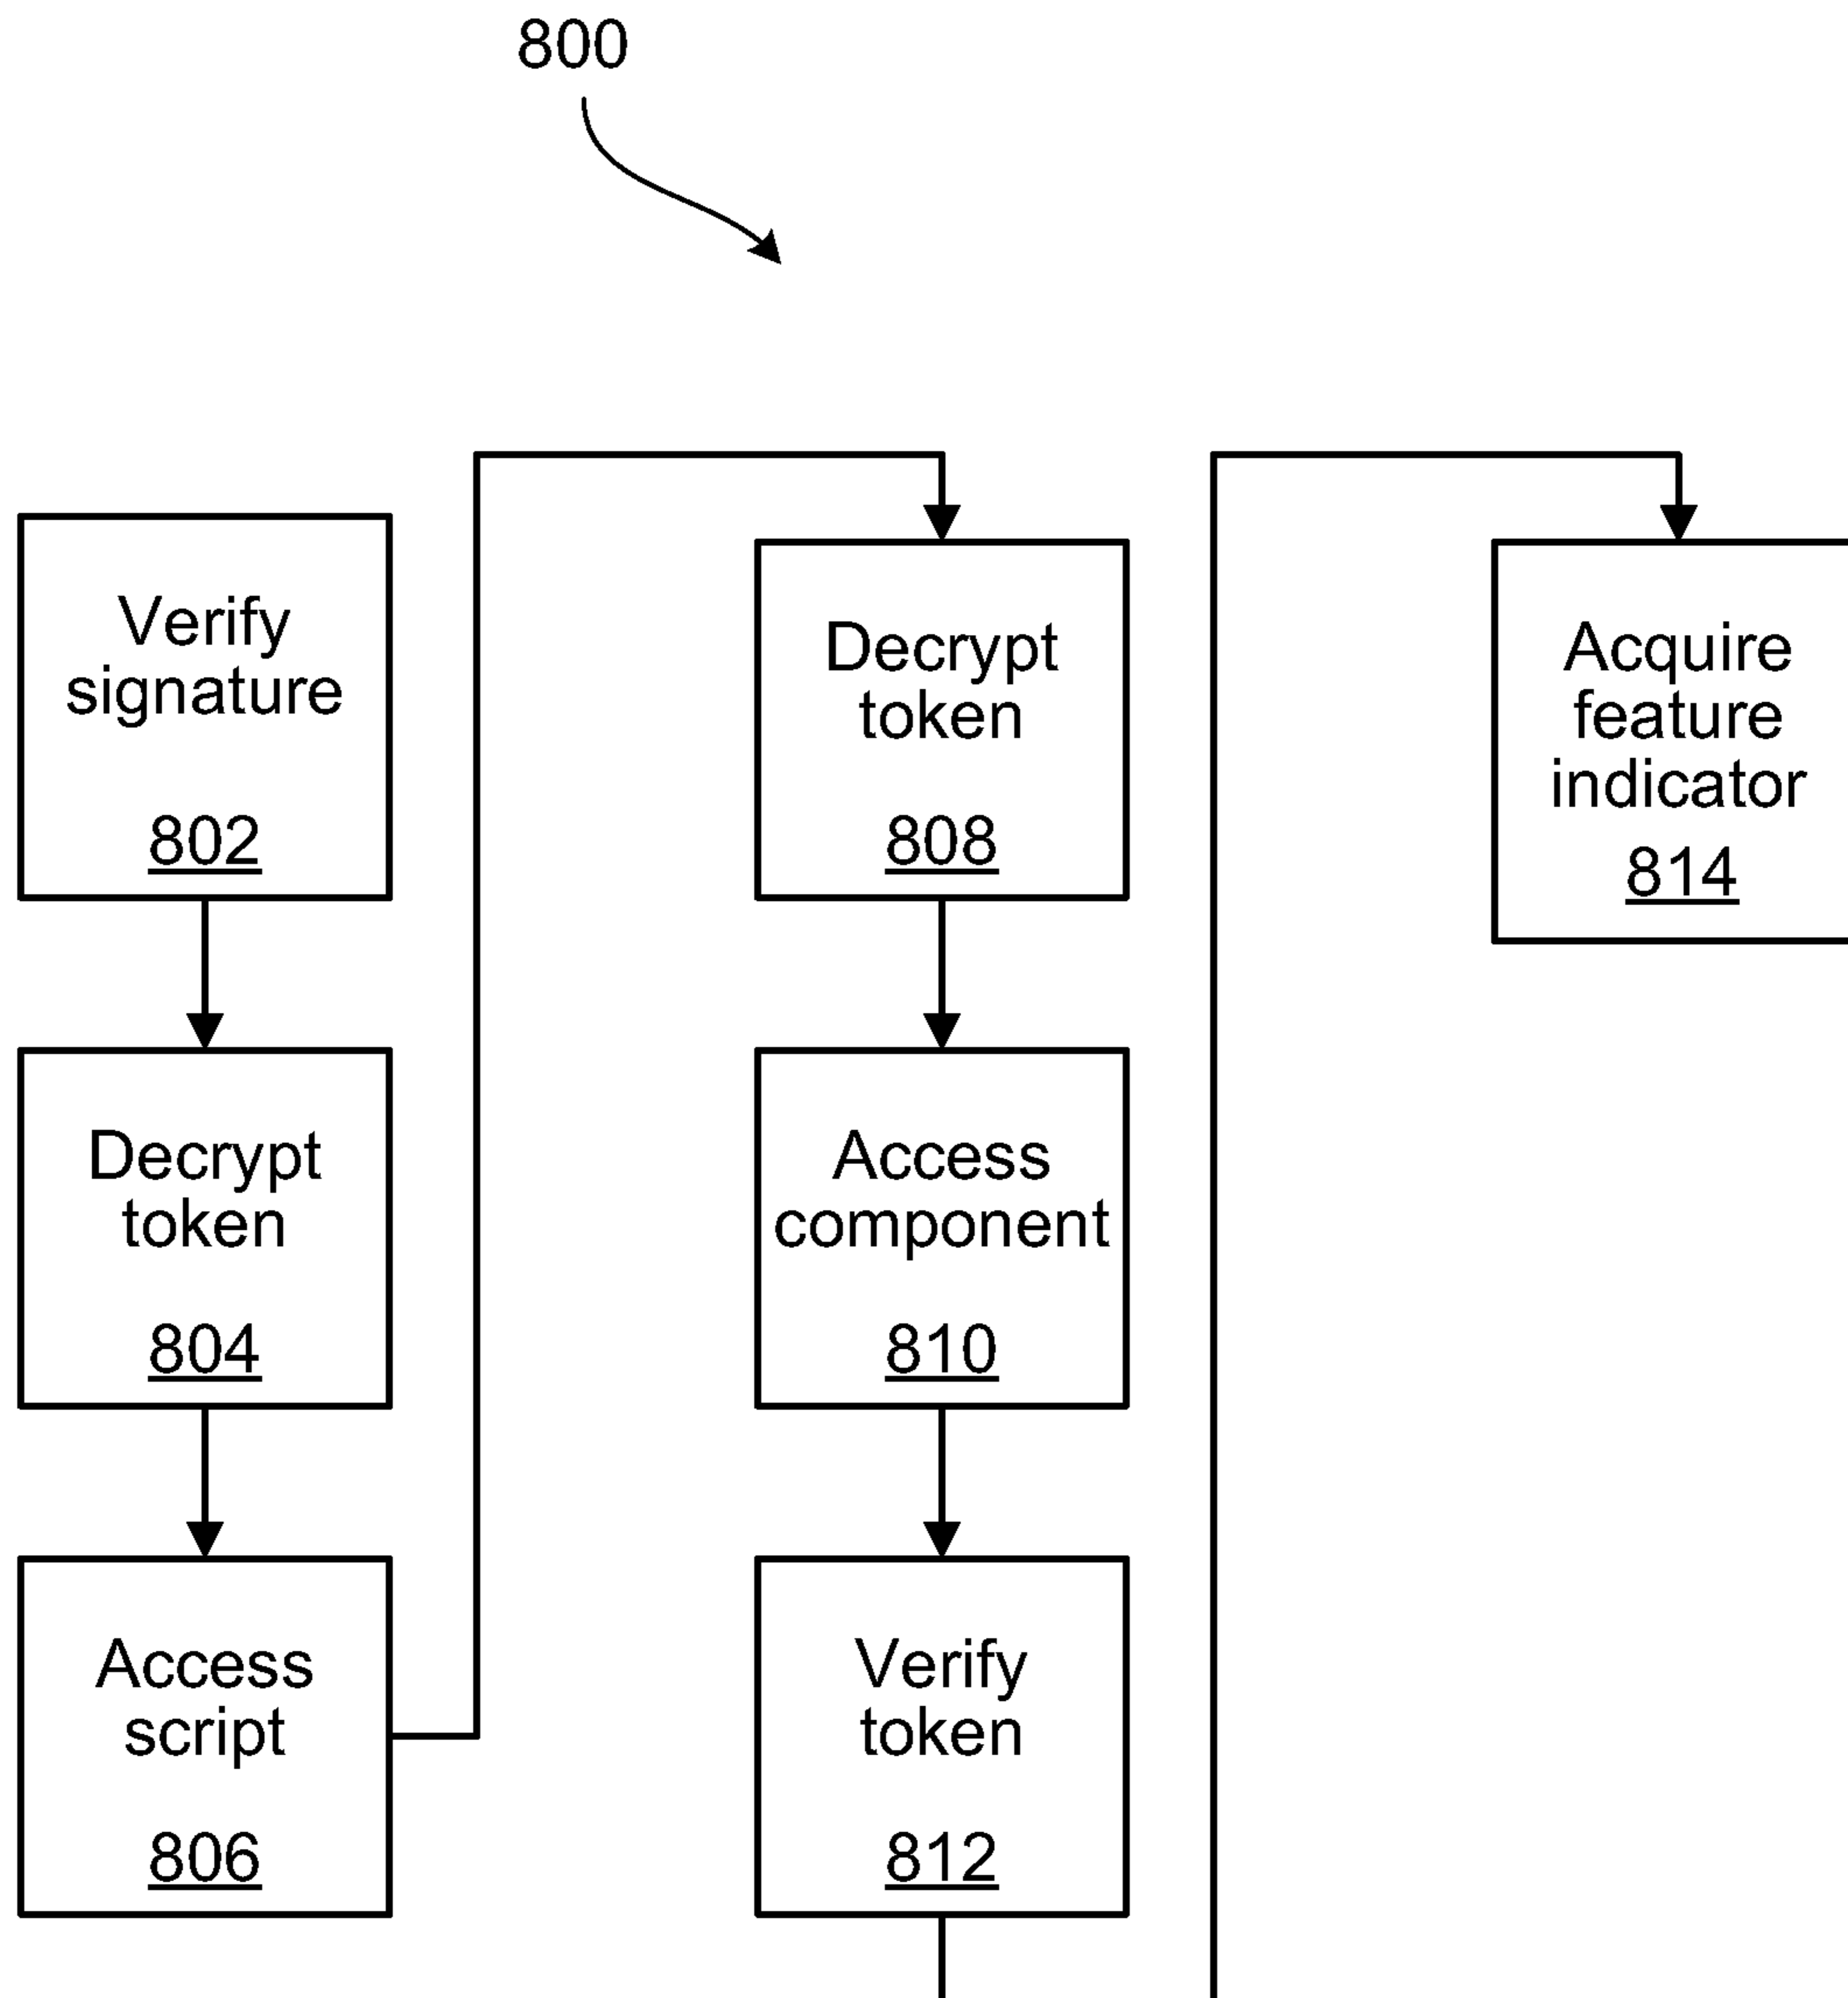 800
Verify
signature
802
Decrypt
token
804
Access
script
806
Decrypt
token
808
Access
component
810
Verify
token
812
Acquire
feature
indicator
814